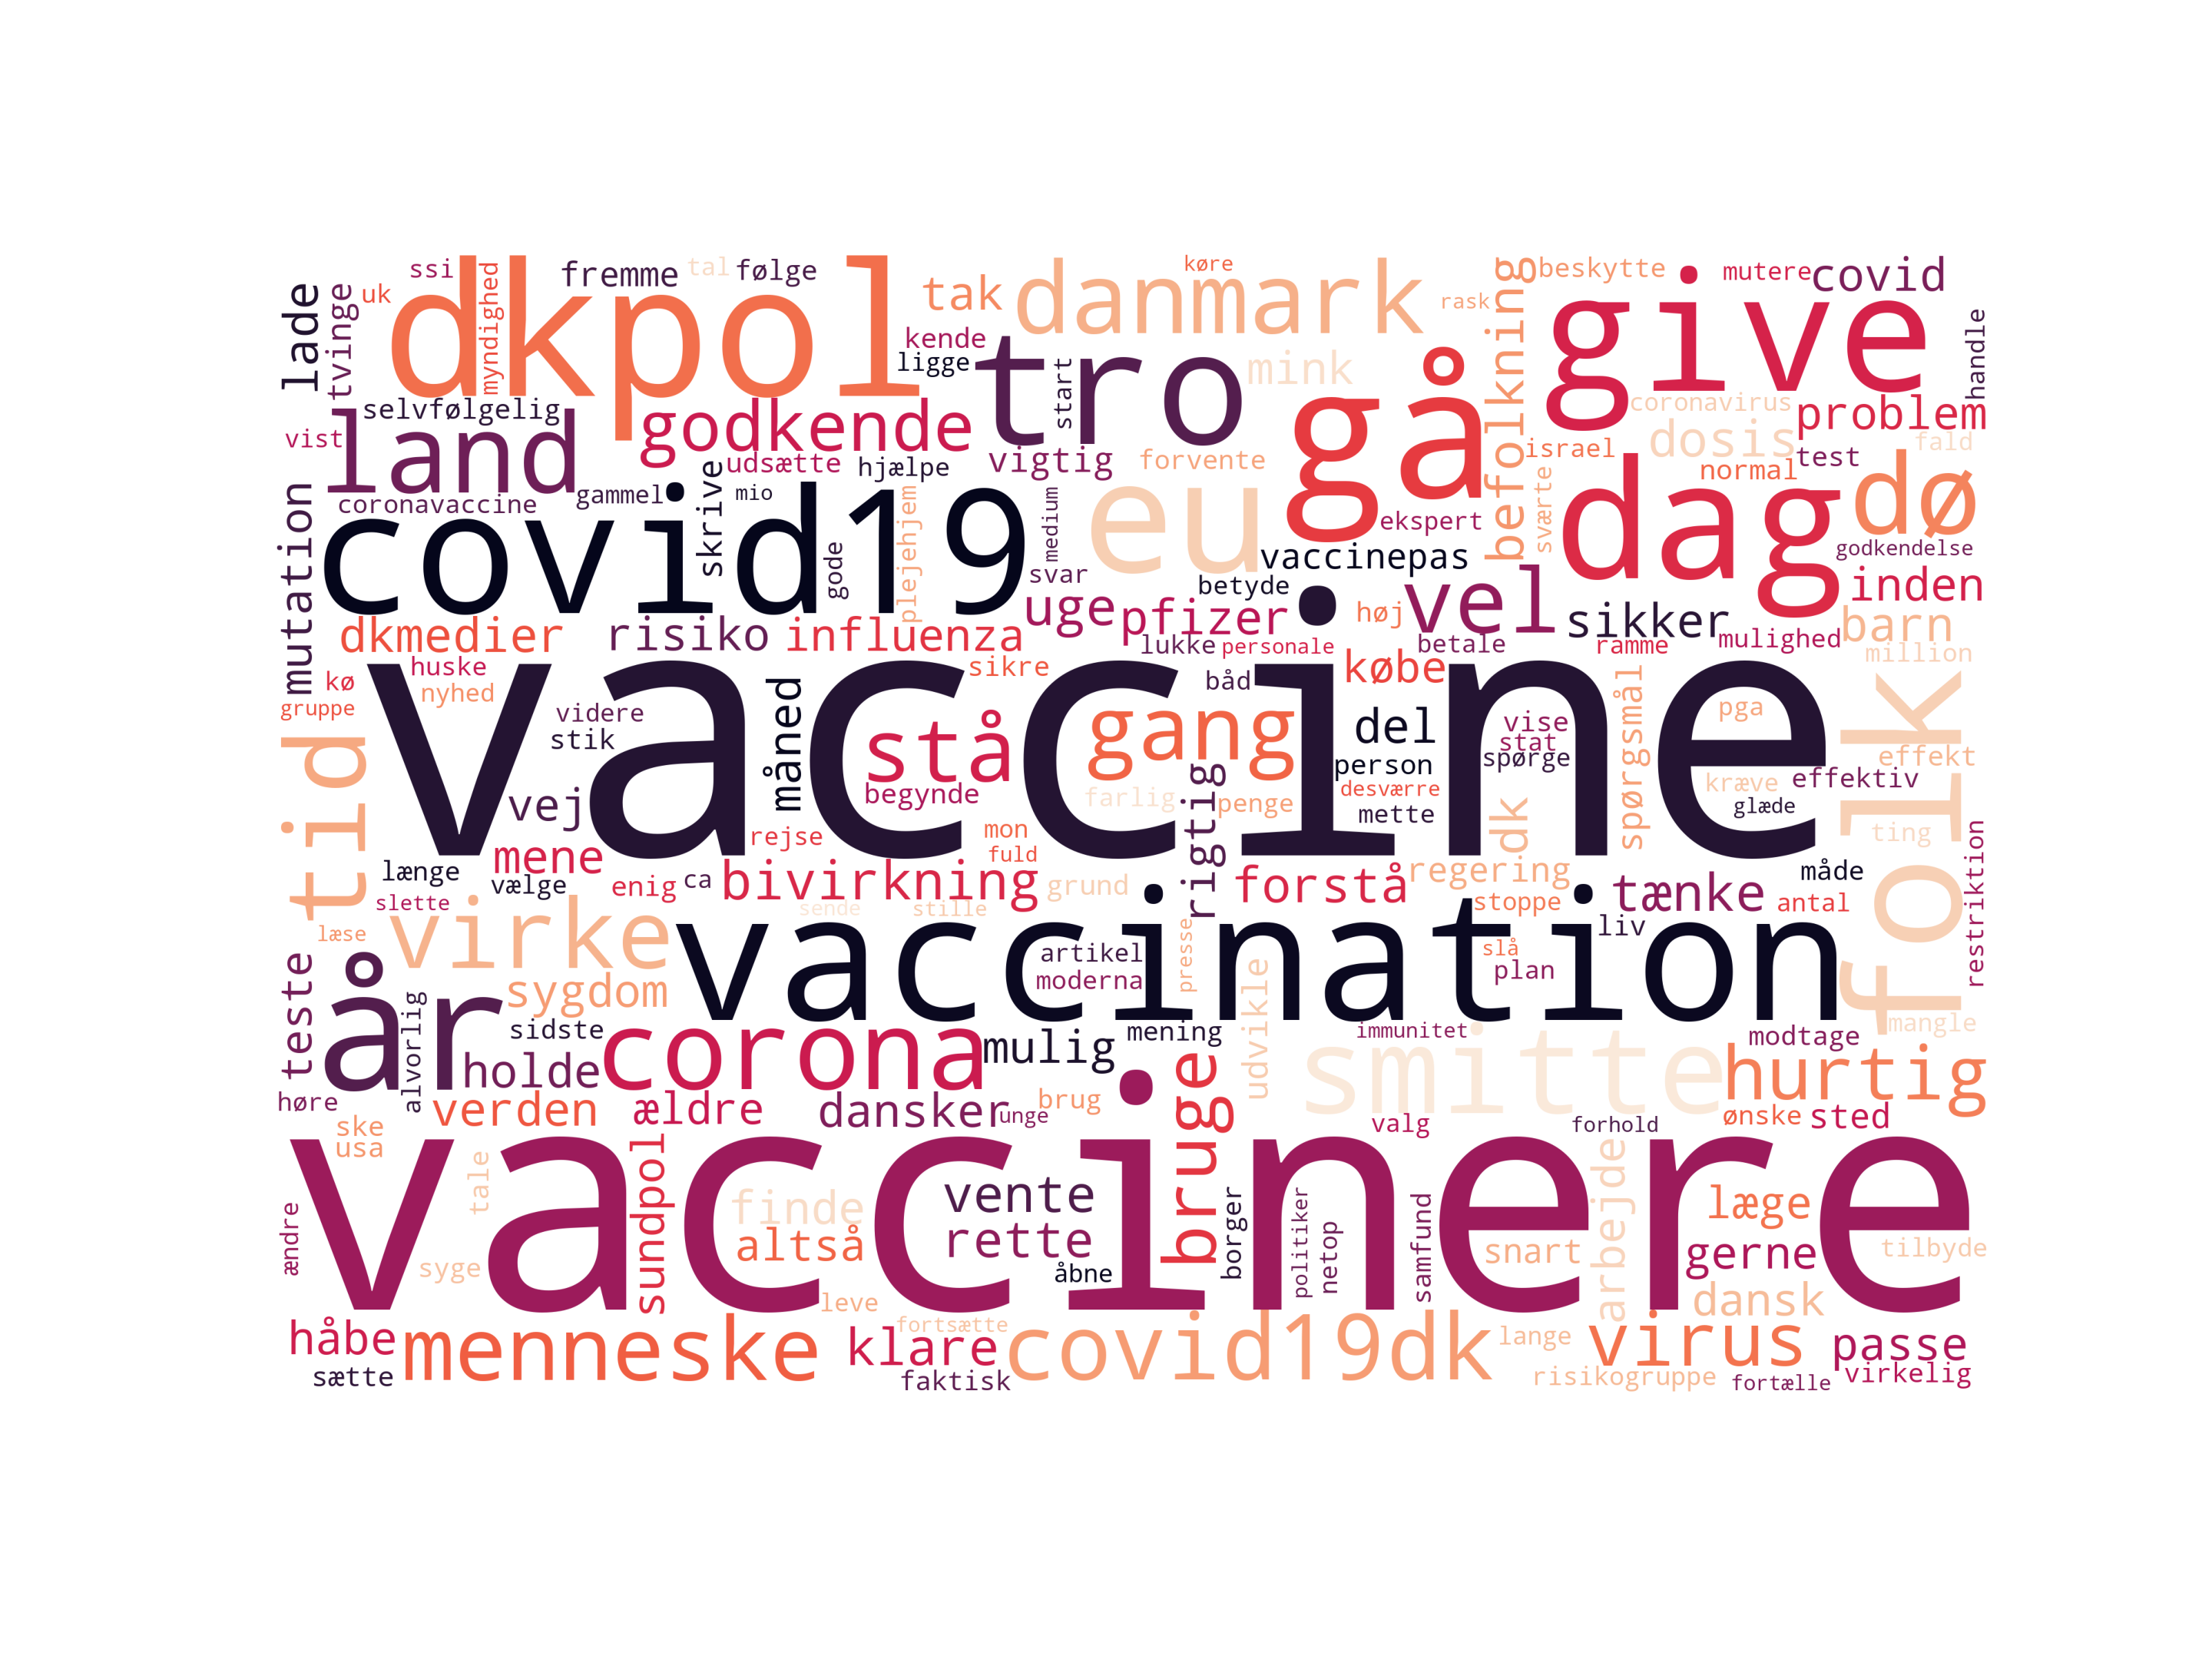 ssi
fremme
tal
følge
køre
beskytte
mutere
covid
uk
myndighed
dkpol
tak
danmark
rask
befolkning
give
handle
lade
tvinge
kende
ligge
tro
start
mink
gå
coronavirus
problem
selvfølgelig
vist
land
godkende
udsætte
hjælpe
vigtig
forvente
israel
dosis
normal
test
fald
coronavaccine
gammel
skrive
mio
plejehjem
medium
eu
ekspert
sværte
dag
dø
mutation
covid19
gode
svar
betyde
vaccinepas
godkendelse
inden
dkmedier
risiko
influenza
uge
pfizer
høj
vel
sikker
mulighed
barn
lukke
personale
betale
ramme
million
kø
huske
nyhed
gruppe
sikre
båd
købe
vaccine
folk
tid
videre
stik
måned
stå
gang
del
vise
stat
spørge
spørgsmål
pga
effekt
person
vej
begynde
farlig
rigtig
penge
desværre
mette
dk
kræve
glæde
effektiv
ting
rejse
mon
fuld
mene
længe
vælge
enig
ca
bivirkning
grund
forstå
regering
tænke
måde
restriktion
slette
sende
stille
stoppe
antal
læse
virke
vaccination
liv
artikel
moderna
presse
slå
plan
teste
år
sygdom
udvikle
mangle
alvorlig
sidste
corona
mulig
mening
immunitet
smitte
modtage
holde
hurtig
høre
verden
ældre
dansker
unge
brug
bruge
valg
forhold
ønske
sted
ske
usa
vaccinere
tale
sundpol
finde
vente
borger
politiker
netop
samfund
arbejde
læge
ændre
altså
rette
åbne
snart
gerne
tilbyde
syge
leve
dansk
håbe
menneske
fortsætte
klare
covid19dk
lange
virus
passe
sætte
faktisk
risikogruppe
fortælle
virkelig